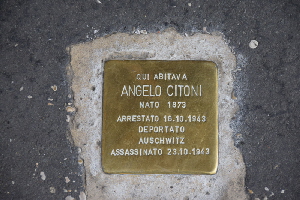 QUI ABITAVA
ANGELO CITONI
NATO 1873
ARRESTATO 16.10.1943
DEPORTATO
AUSCHWITZ
ASSASSINATO 23.10.1943